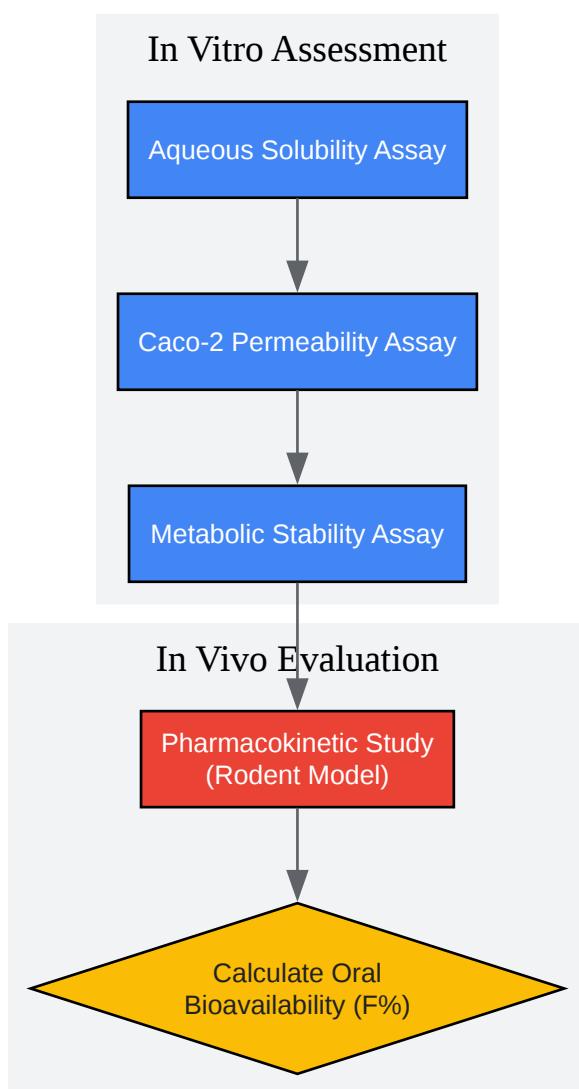 In Vitro Assessment
Aqueous Solubility Assay
Caco-2 Permeability Assay
Metabolic Stability Assay
In Vivo Evaluation
Pharmacokinetic Study
(Rodent Model)
Calculate Oral
Bioavailability (F%)